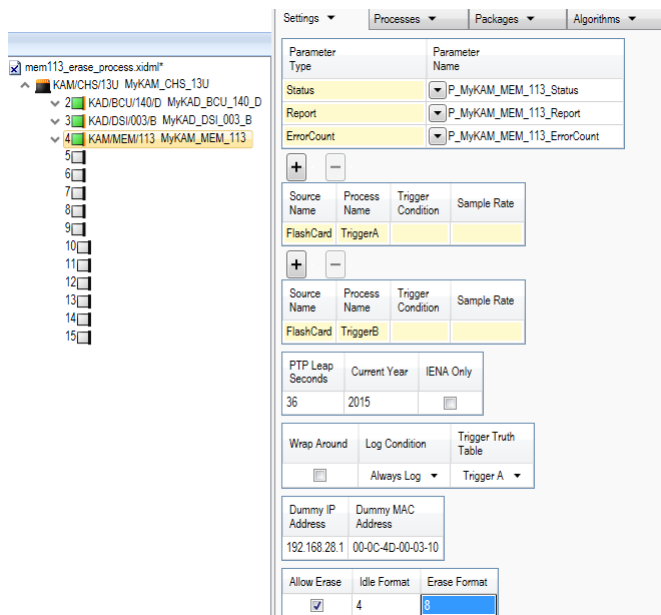 mem113_erase_process.xidml*
KAM/CHS/13U MyKAM_CHS_13U
2 KAD/BCU/140/D MyKAD_BCU_140_D
3 KAD/DSI/003/B MyKAD_DSI_003_B
4 KAM/MEM/113 MyKAM_MEM_113
5
6
7
8
9
10
11
12
13
14
15
Settings Processes Packages Algorithms
Parameter Type Parameter Name
Status P_MyKAM_MEM_113_Status
Report P_MyKAM_MEM_113_Report
ErrorCount P_MyKAM_MEM_113_ErrorCount
+ −
Source Name Process Name Trigger Condition Sample Rate
FlashCard TriggerA
+ −
Source Name Process Name Trigger Condition Sample Rate
FlashCard TriggerB
PTP Leap Seconds Current Year IENA Only
36 2015
Wrap Around Log Condition Trigger Truth Table
Always Log Trigger A
Dummy IP Address Dummy MAC Address
192.168.28.1 00-0C-4D-00-03-10
Allow Erase Idle Format Erase Format
4 8